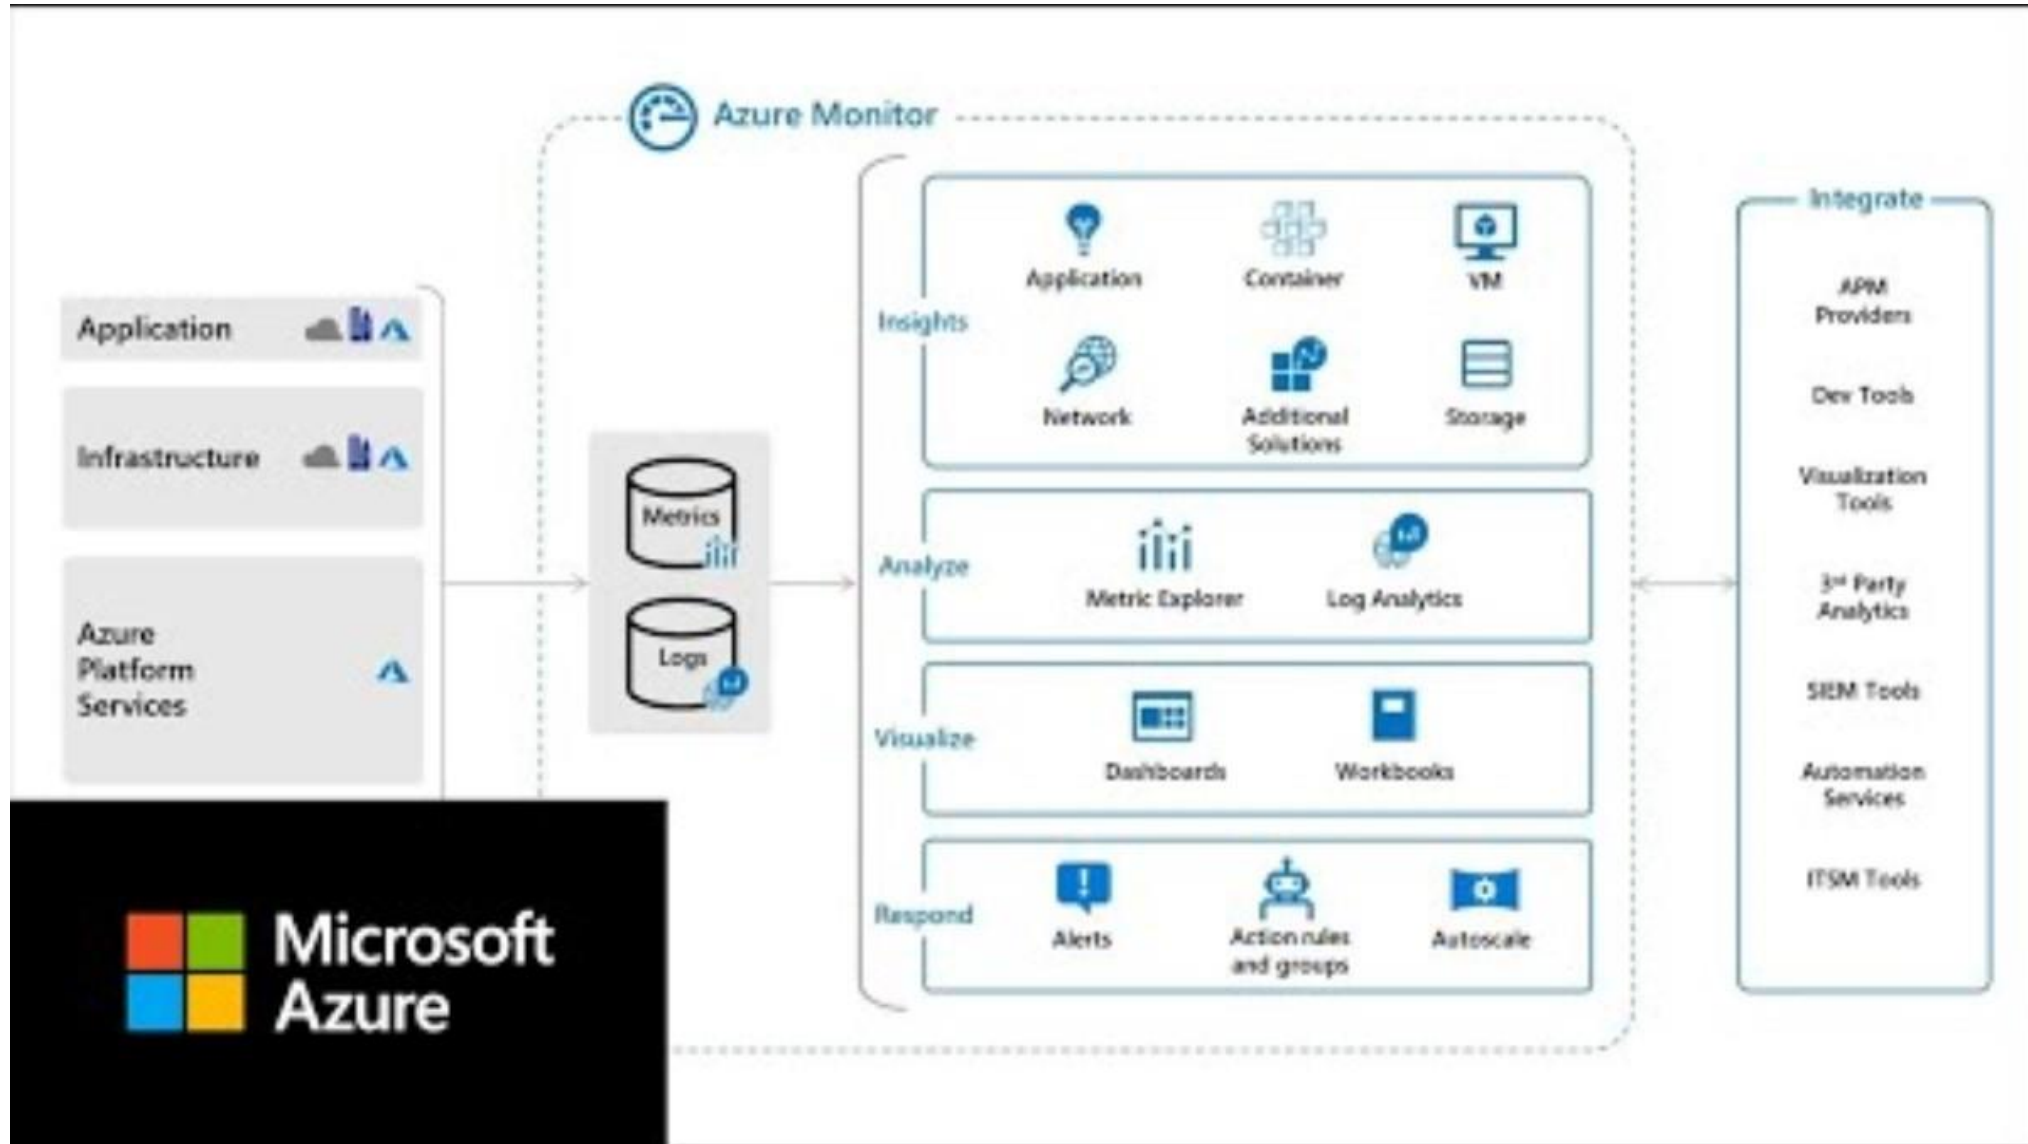 Azure Monitor
Application
Infrastructure
Azure
Platform
Services
Metrics
Logs
Insights
Application
Container
VM
Network
Additional
Solutions
Storage
Analyze
Metric Explorer
Log Analytics
Visualize
Dashboards
Workbooks
Respond
Alerts
Action rules
and groups
Autoscale
Integrate
APM
Providers
Dev Tools
Visualization
Tools
3rd Party
Analytics
SIEM Tools
Automation
Services
ITSM Tools
Microsoft
Azure